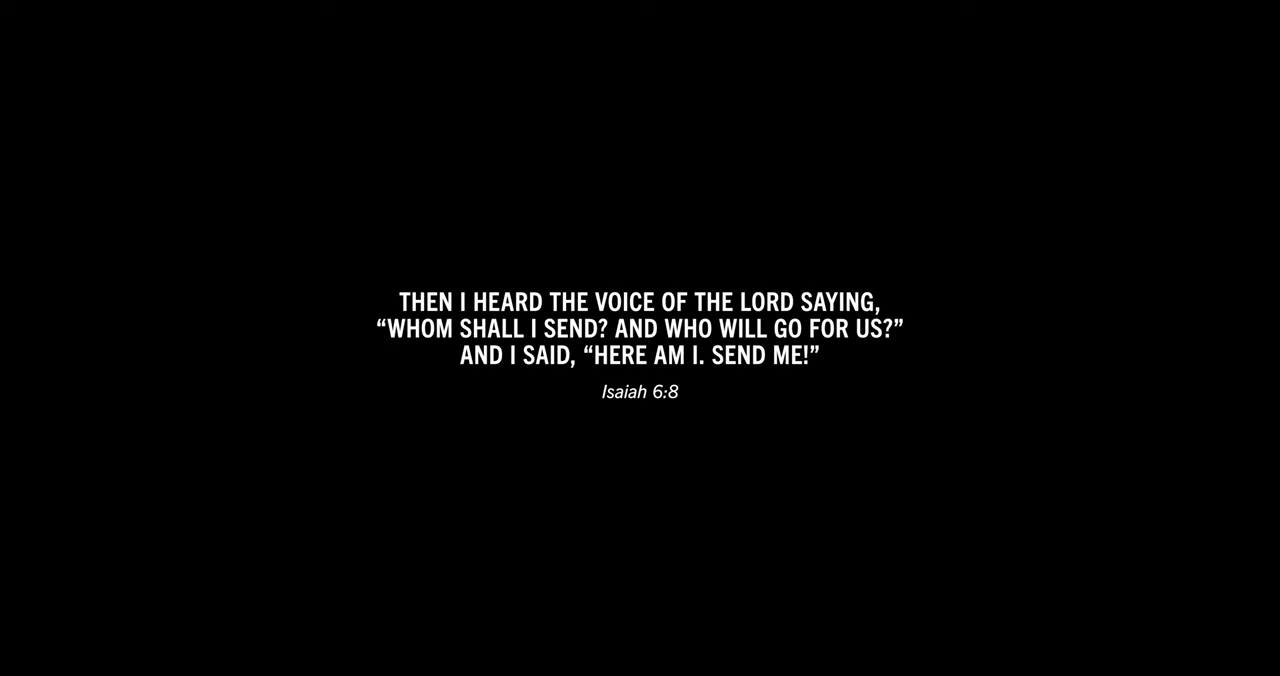 THEN I HEARD THE VOICE OF THE LORD SAYING,
“WHOM SHALL I SEND? AND WHO WILL GO FOR US?”
AND I SAID, “HERE AM I. SEND ME!”
Isaiah 6:8